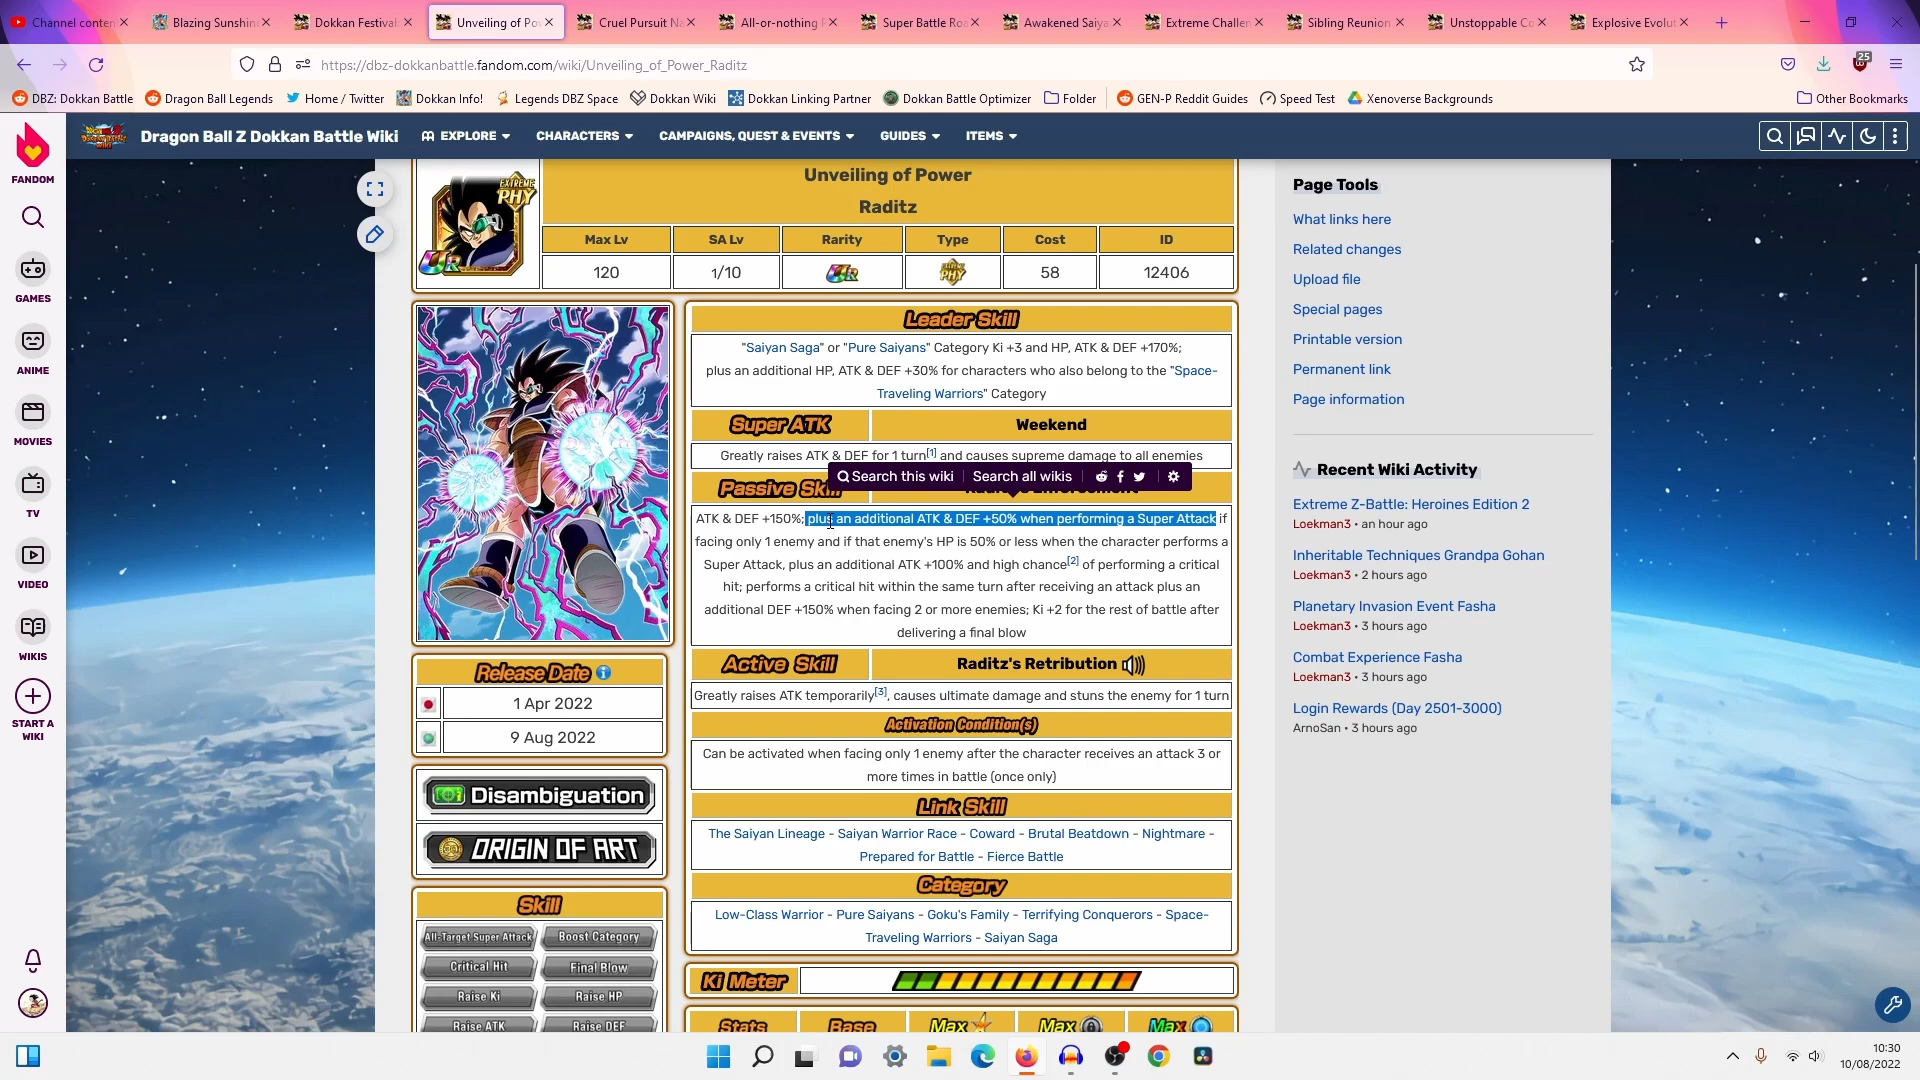 Channel conten
Blazing Sunshin
Dokkan Festival
Unveiling of Pow
Cruel Pursuit Na
All-or-nothing F
Super Battle Roa
Awakened Saiya
Extreme Challen
Sibling Reunion
Unstoppable Co
Explosive Evolut
https://dbz-dokkanbattle.fandom.com/wiki/Unveiling_of_Power_Raditz
25
DBZ: Dokkan Battle
Dragon Ball Legends
Home / Twitter
Dokkan Info!
Legends DBZ Space
Dokkan Wiki
Dokkan Linking Partner
Dokkan Battle Optimizer
Folder
GEN-P Reddit Guides
Speed Test
Xenoverse Backgrounds
Other Bookmarks
Dragon Ball Z Dokkan Battle Wiki
EXPLORE
CHARACTERS
CAMPAIGNS, QUEST & EVENTS
GUIDES
ITEMS
FANDOM
GAMES
ANIME
MOVIES
TV
VIDEO
WIKIS
START A
WIKI
EXTREME
PHY
UR
Unveiling of Power
Raditz
Max Lv
SA Lv
Rarity
Type
Cost
ID
120
1/10
UR
EXTREME PHY
58
12406
Leader Skill
"Saiyan Saga" or "Pure Saiyans" Category Ki +3 and HP, ATK & DEF +170%;
plus an additional HP, ATK & DEF +30% for characters who also belong to the "Space-
Traveling Warriors" Category
Super ATK
Weekend
Greatly raises ATK & DEF for 1 turn[1] and causes supreme damage to all enemies
Search this wiki
Search all wikis
Passive Skill
ATK & DEF +150%; plus an additional ATK & DEF +50% when performing a Super Attack if
facing only 1 enemy and if that enemy's HP is 50% or less when the character performs a
Super Attack, plus an additional ATK +100% and high chance[2] of performing a critical
hit; performs a critical hit within the same turn after receiving an attack plus an
additional DEF +150% when facing 2 or more enemies; Ki +2 for the rest of battle after
delivering a final blow
Active Skill
Raditz's Retribution
Greatly raises ATK temporarily[3], causes ultimate damage and stuns the enemy for 1 turn
Activation Condition(s)
Can be activated when facing only 1 enemy after the character receives an attack 3 or
more times in battle (once only)
Link Skill
The Saiyan Lineage - Saiyan Warrior Race - Coward - Brutal Beatdown - Nightmare -
Prepared for Battle - Fierce Battle
Category
Low-Class Warrior - Pure Saiyans - Goku's Family - Terrifying Conquerors - Space-
Traveling Warriors - Saiyan Saga
Ki Meter
Stats
Base
Max
Max
Max
Release Date
1 Apr 2022
9 Aug 2022
Disambiguation
ORIGIN OF ART
Skill
All-Target Super Attack
Boost Category
Critical Hit
Final Blow
Raise Ki
Raise HP
Raise ATK
Raise DEF
Page Tools
What links here
Related changes
Upload file
Special pages
Printable version
Permanent link
Page information
Recent Wiki Activity
Extreme Z-Battle: Heroines Edition 2
Loekman3 • an hour ago
Inheritable Techniques Grandpa Gohan
Loekman3 • 2 hours ago
Planetary Invasion Event Fasha
Loekman3 • 3 hours ago
Combat Experience Fasha
Loekman3 • 3 hours ago
Login Rewards (Day 2501-3000)
ArnoSan • 3 hours ago
10:30
10/08/2022